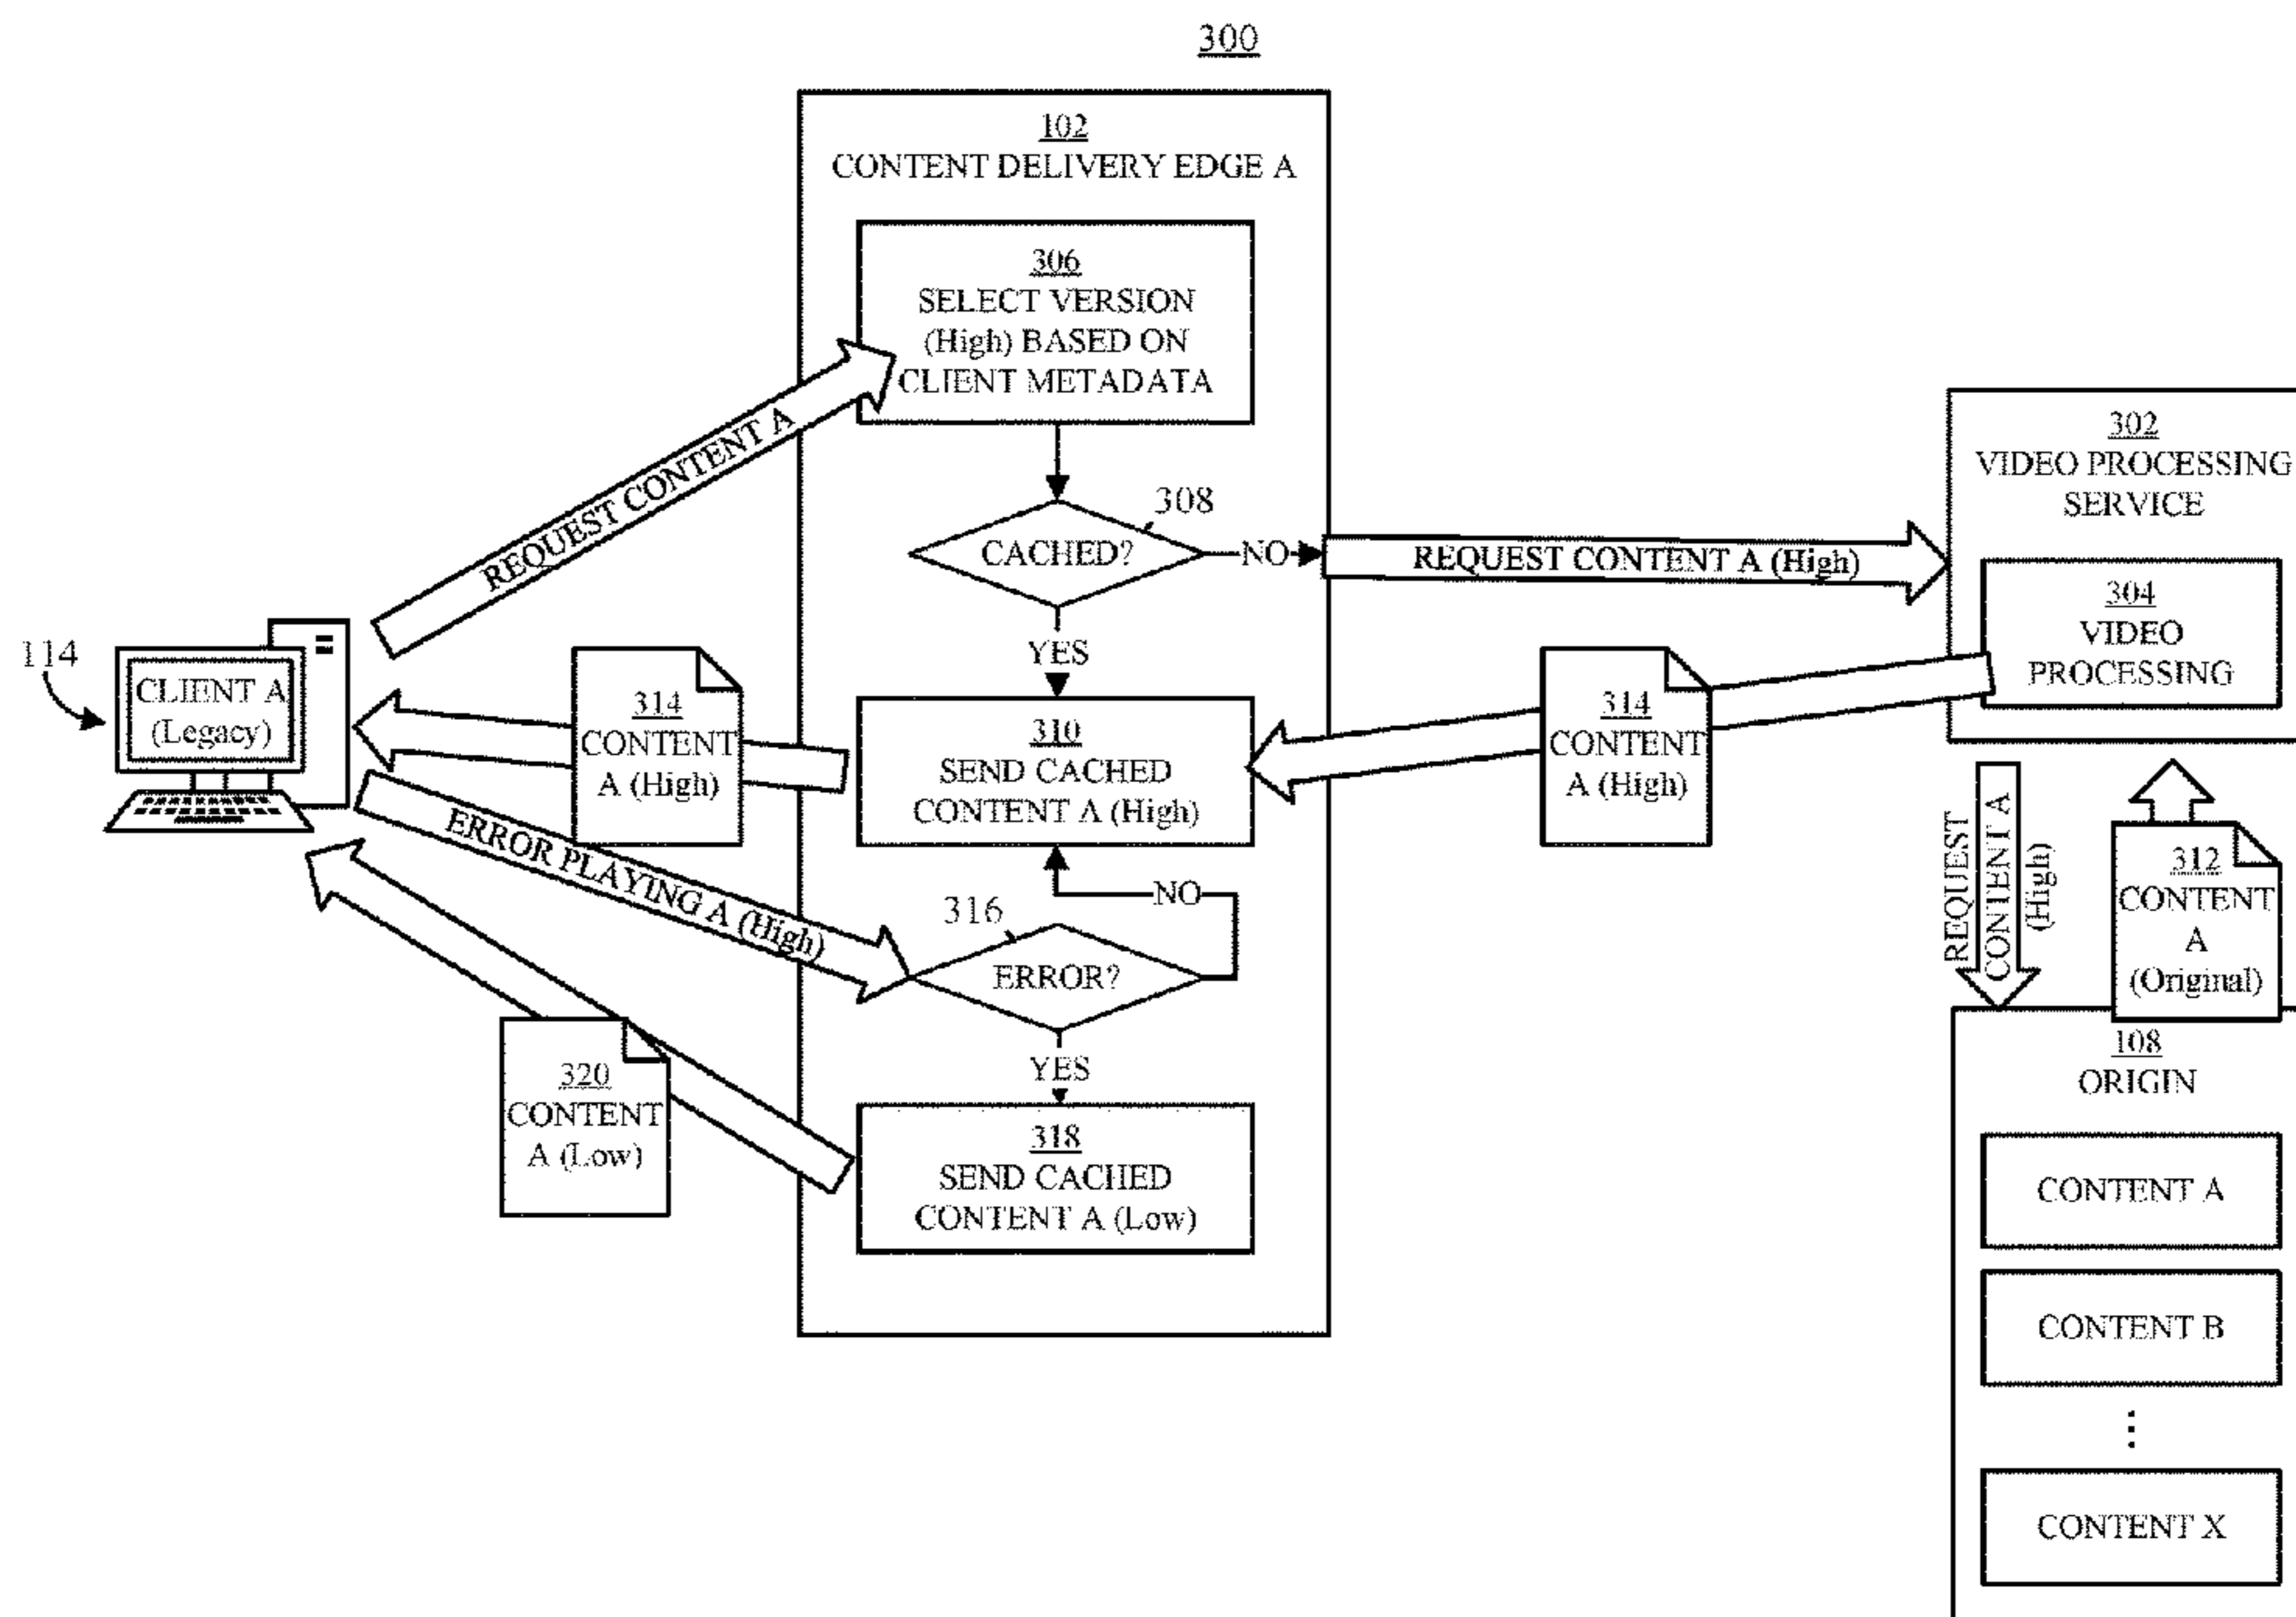 300
102
CONTENT DELIVERY EDGE A
306
SELECT VERSION
(High) BASED ON
CLIENT METADATA
REQUEST CONTENT A
308
CACHED?
NO
REQUEST CONTENT A (High)
302
VIDEO PROCESSING
SERVICE
304
VIDEO
PROCESSING
YES
114
CLIENT A
(Legacy)
314
CONTENT
A (High)
310
SEND CACHED
CONTENT A (High)
314
CONTENT
A (High)
ERROR PLAYING A (High)
NO
316
ERROR?
YES
REQUEST
CONTENT A
(High)
312
CONTENT
A
(Original)
320
CONTENT
A (Low)
318
SEND CACHED
CONTENT A (Low)
108
ORIGIN
CONTENT A
CONTENT B
⋮
CONTENT X